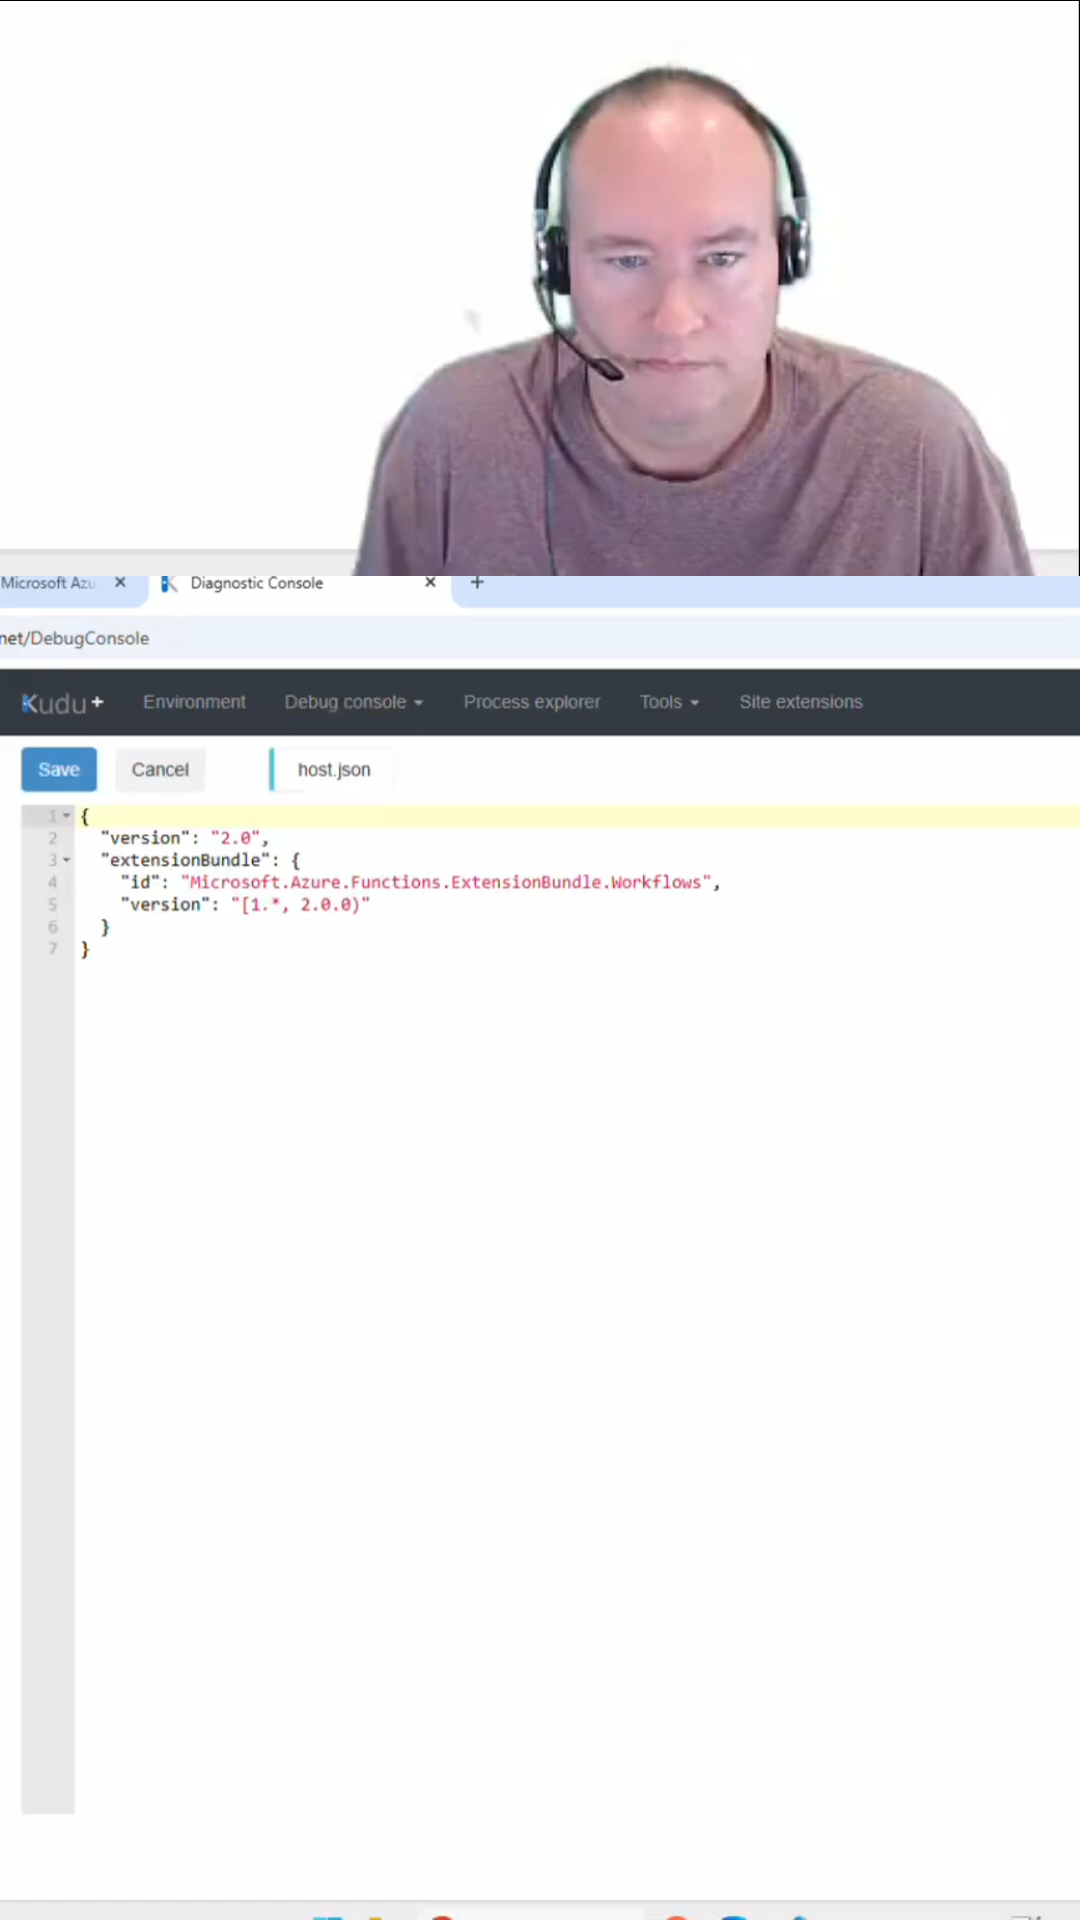 Microsoft Azu
Diagnostic Console
net/DebugConsole
Kudu+ Environment Debug console Process explorer Tools Site extensions
Save Cancel host.json
1 {
2 "version": "2.0",
3 "extensionBundle": {
4 "id": "Microsoft.Azure.Functions.ExtensionBundle.Workflows",
5 "version": "[1.*, 2.0.0)"
6 }
7 }